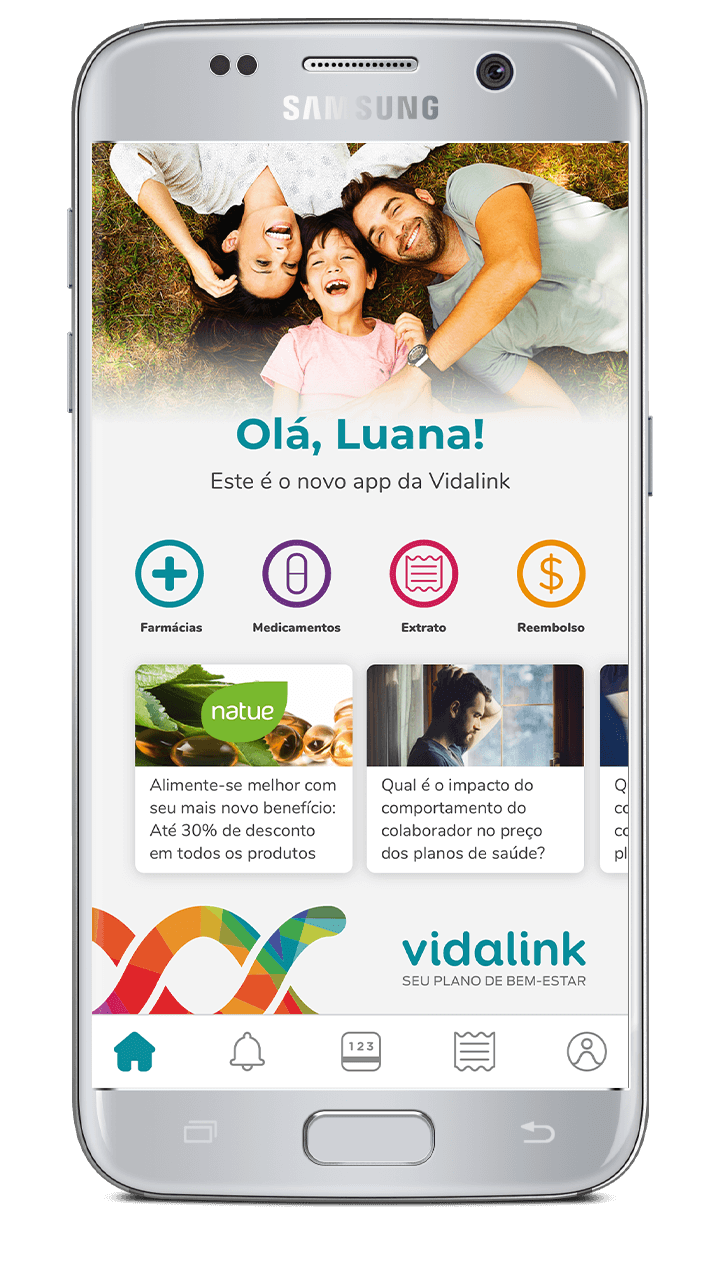 SAMSUNG
Olá, Luana!
Este é o novo app da Vidalink
Farmácias
Medicamentos
Extrato
Reembolso
natue
Alimente-se melhor com
seu mais novo benefício:
Até 30% de desconto
em todos os produtos
Qual é o impacto do
comportamento do
colaborador no preço
dos planos de saúde?
Q
co
co
pl
vidalink
SEU PLANO DE BEM-ESTAR
123